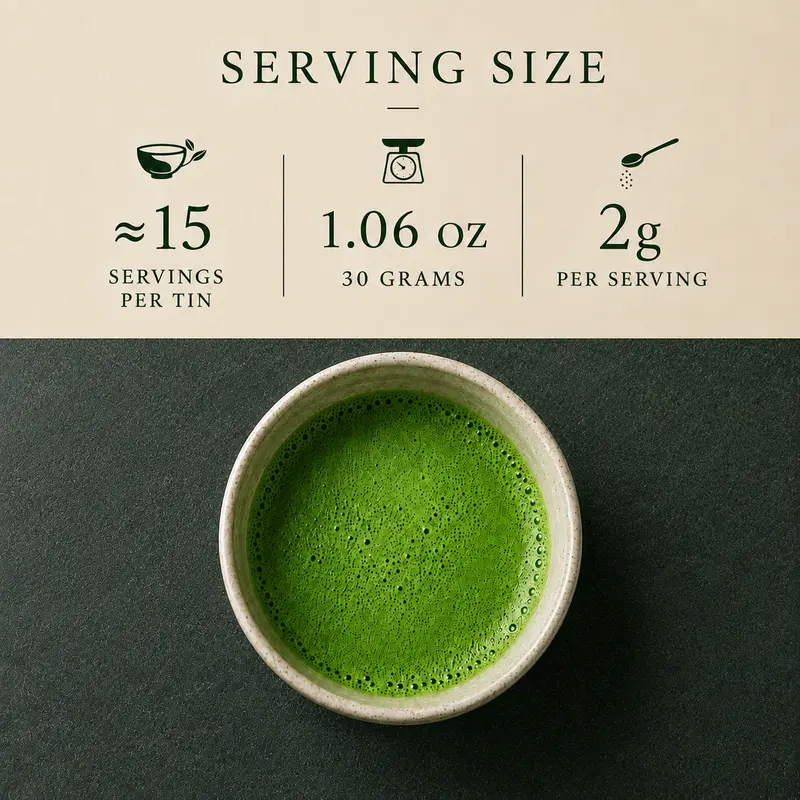 SERVING SIZE
≈15
SERVINGS
PER TIN
1.06 oz
30 GRAMS
2g
PER SERVING